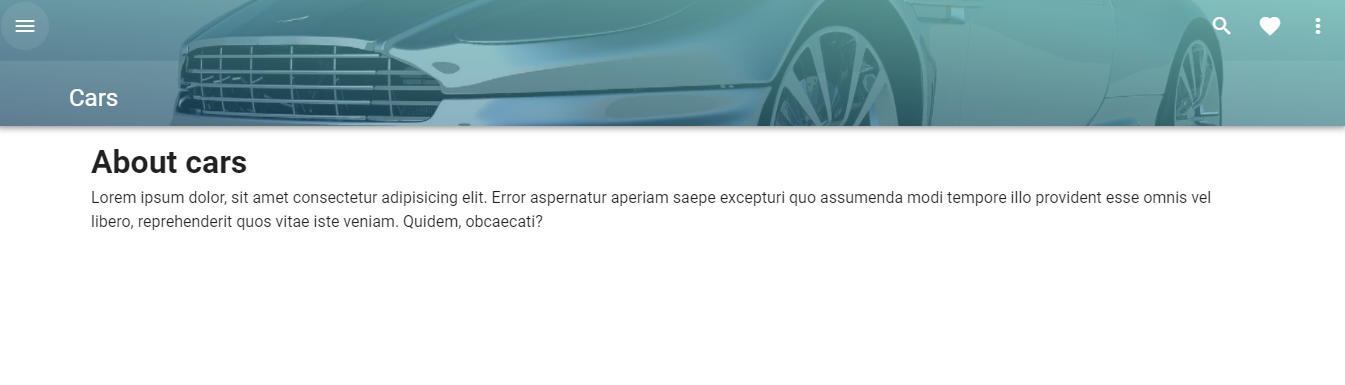 Cars
About cars
Lorem ipsum dolor, sit amet consectetur adipisicing elit. Error aspernatur aperiam saepe excepturi quo assumenda modi tempore illo provident esse omnis vel
libero, reprehenderit quos vitae iste veniam. Quidem, obcaecati?